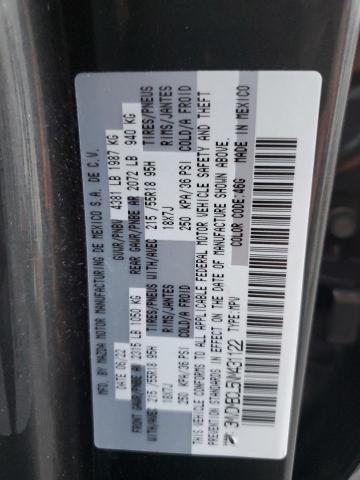 MFD BY MAZDA MOTOR MANUFACTURING DE MEXICO S.A. DE C.V.
DATE 06/22 GVWR/PNBV 4381 LB 1987 KG
FRONT GAWR/PNBE AV 2315 LB 1050 KG REAR GAWR/PNBE AR 2072 LB 940 KG
TIRES/PNEUS WITH/AVEC 215/55R18 95H TIRES/PNEUS WITH/AVEC 215/55R18 95H TIRES/PNEUS
18X7J RIMS/JANTES 18X7J RIMS/JANTES
250 KPA/36 PSI COLD/A FROID 250 KPA/36 PSI COLD/A FROID
THIS VEHICLE CONFORMS TO ALL APPLICABLE FEDERAL MOTOR VEHICLE SAFETY AND THEFT
PREVENTION STANDARDS IN EFFECT ON THE DATE OF MANUFACTURE SHOWN ABOVE.
MADE IN MEXICO
COLOR CODE:46G
TYPE:MPV